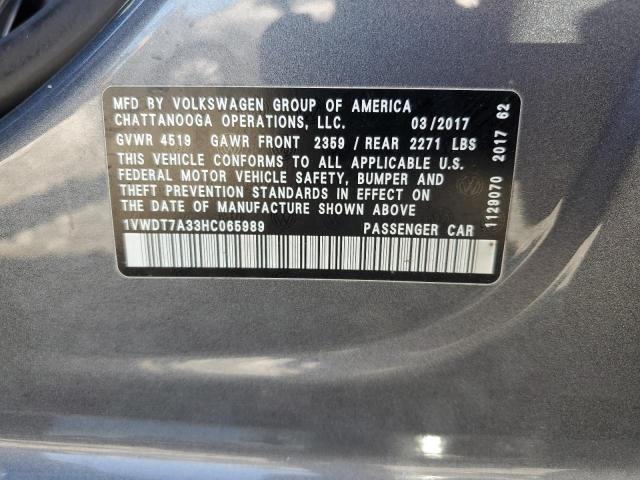 MFD BY VOLKSWAGEN GROUP OF AMERICA
CHATTANOOGA OPERATIONS, LLC. 03/2017
GVWR 4519 GAWR FRONT 2359 / REAR 2271 LBS
THIS VEHICLE CONFORMS TO ALL APPLICABLE U.S.
FEDERAL MOTOR VEHICLE SAFETY, BUMPER AND
THEFT PREVENTION STANDARDS IN EFFECT ON
THE DATE OF MANUFACTURE SHOWN ABOVE
1VWDT7A33HC065989 PASSENGER CAR
1129070 2017 62